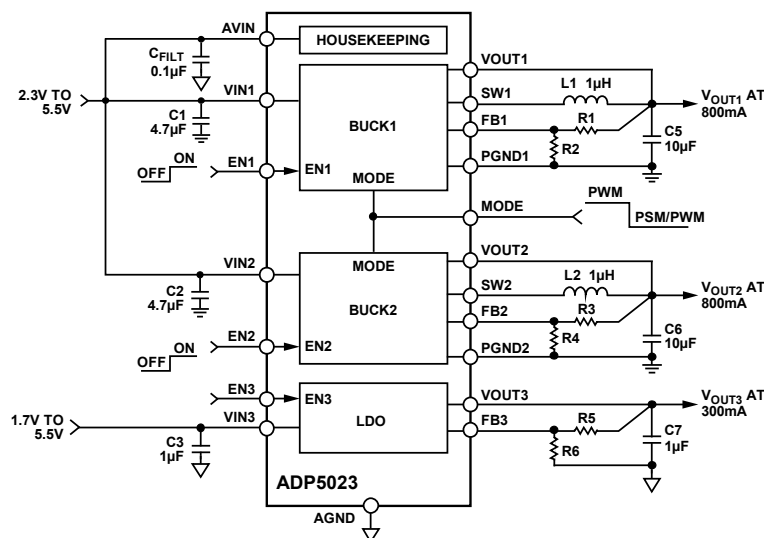 AVIN
HOUSEKEEPING
CFILT
0.1µF
VOUT1
L1 1µH
2.3V TO
5.5V
VIN1
SW1
VOUT1 AT
800mA
C1
4.7µF
BUCK1
FB1
R1
R2
C5
10µF
ON
OFF
EN1
EN1
PGND1
MODE
MODE
PWM
PSM/PWM
VIN2
MODE
VOUT2
L2 1µH
C2
4.7µF
BUCK2
SW2
VOUT2 AT
800mA
FB2
R3
R4
C6
10µF
ON
OFF
EN2
EN2
PGND2
EN3
EN3
VOUT3
VOUT3 AT
300mA
1.7V TO
5.5V
VIN3
LDO
FB3
R5
R6
C7
1µF
C3
1µF
ADP5023
AGND